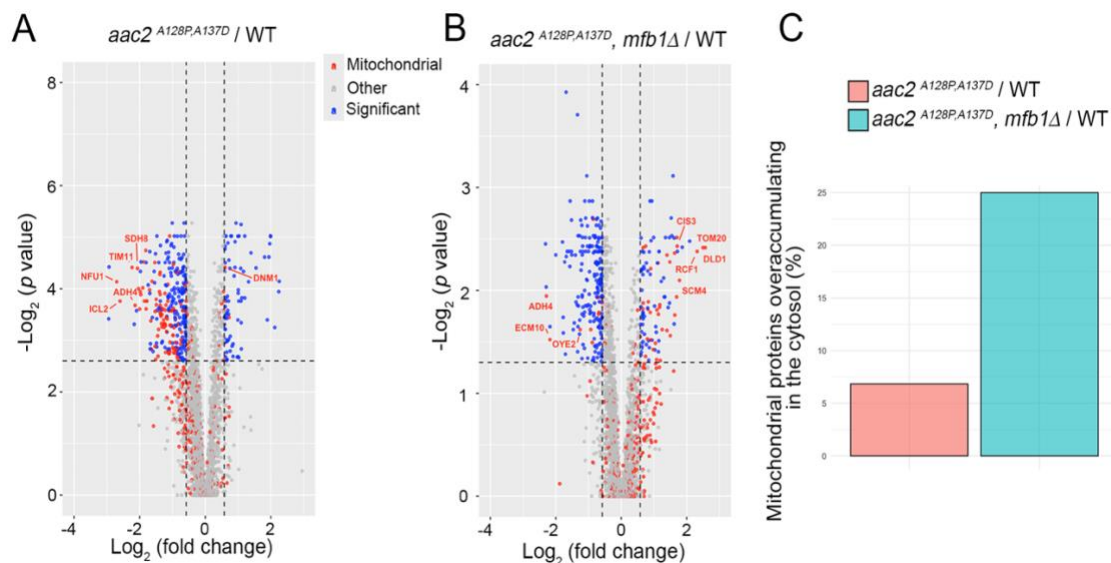 A
aac2 A128P,A137D / WT
Mitochondrial
Other
Significant
8
6
4
2
0
-4
-2
0
2
-Log2 (p value)
Log2 (fold change)
SDH8
TIM11
NFU1
ADH4
ICL2
DNM1
B
aac2 A128P,A137D, mfb1Δ / WT
4
3
2
1
0
-4
-2
0
2
-Log2 (p value)
Log2 (fold change)
CIS3
TOM20
DLD1
RCF1
SCM4
ADH4
ECM10
OYE2
C
aac2 A128P,A137D / WT
aac2 A128P,A137D, mfb1Δ / WT
Mitochondrial proteins overaccumulating
in the cytosol (%)
25
20
15
10
5
0